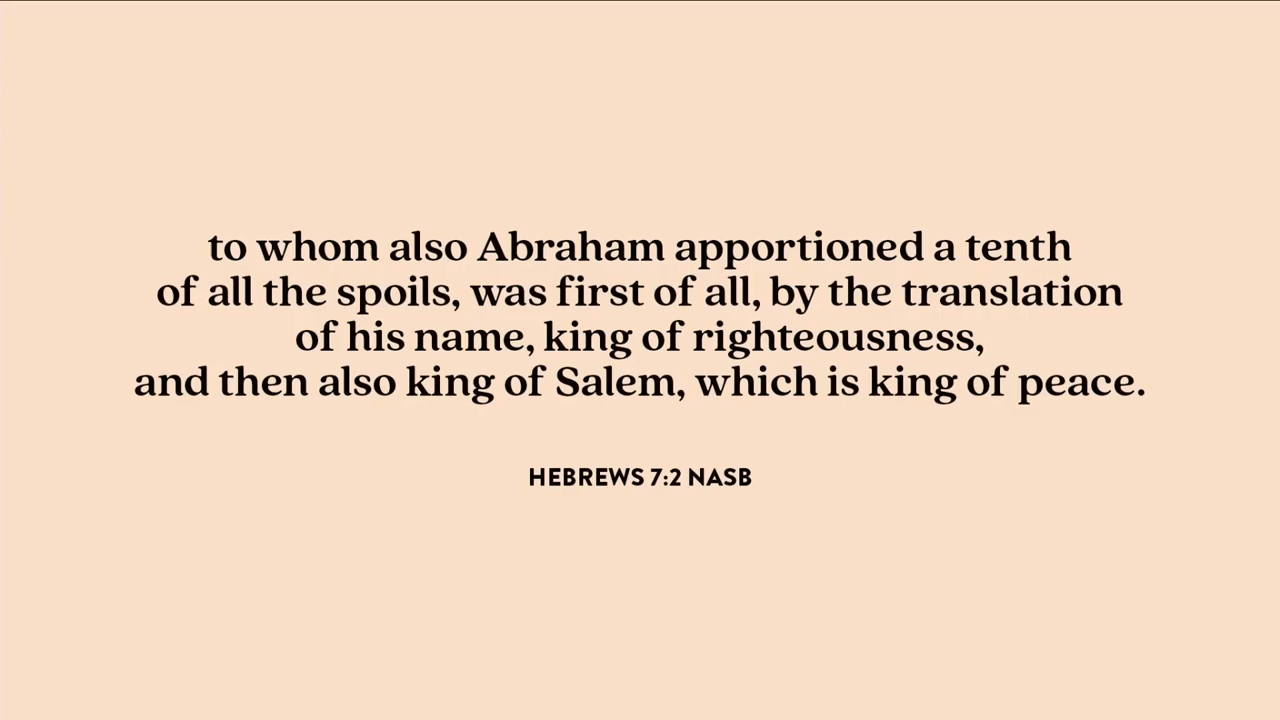 to whom also Abraham apportioned a tenth
of all the spoils, was first of all, by the translation
of his name, king of righteousness,
and then also king of Salem, which is king of peace.
HEBREWS 7:2 NASB